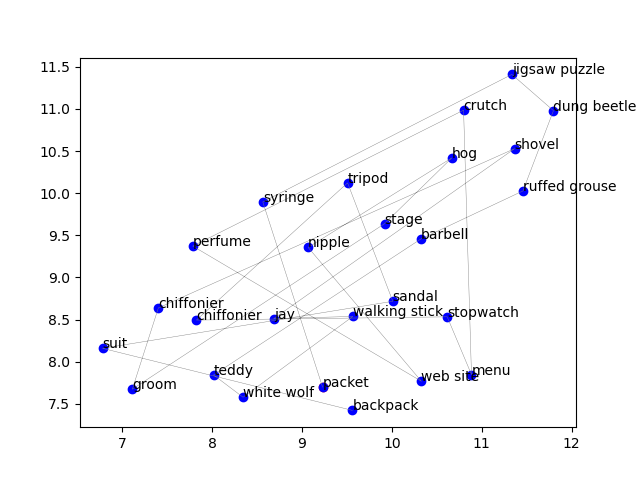 11.5
11.0
10.5
10.0
9.5
9.0
8.5
8.0
7.5
jigsaw puzzle
crutch
dung beetle
shovel
hog
tripod
ruffed grouse
syringe
stage
barbell
perfume
nipple
sandal
chiffonier
walking stick
stopwatch
chiffonier
jay
suit
teddy
menu
web site
groom
packet
white wolf
backpack
7
8
9
10
11
12